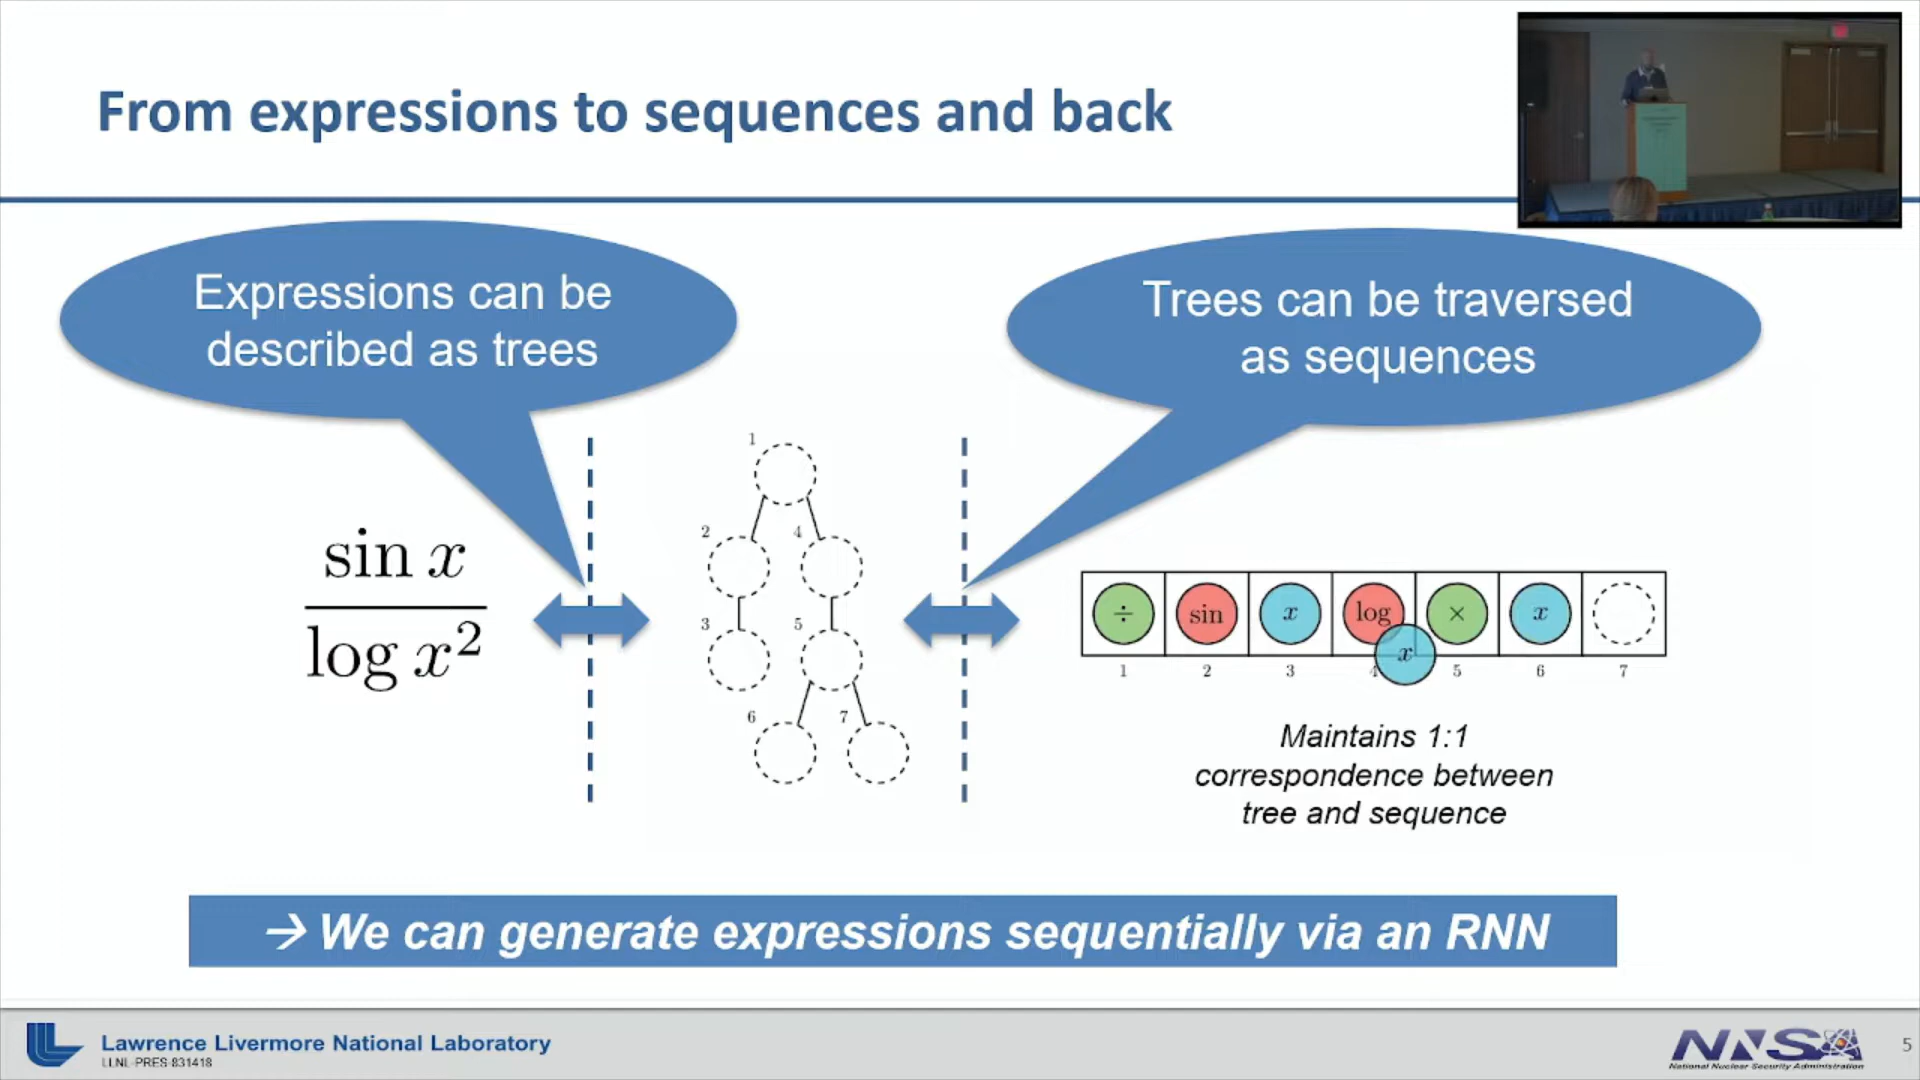 From expressions to sequences and back
Expressions can be
described as trees
Trees can be traversed
as sequences
sin x
log x²
1
2
4
3
5
6
7
÷
sin
x
log
×
x
x
1
2
3
4
5
6
7
Maintains 1:1
correspondence between
tree and sequence
→ We can generate expressions sequentially via an RNN
Lawrence Livermore National Laboratory
LLNL-PRES-831418
NNSA
National Nuclear Security Administration
5